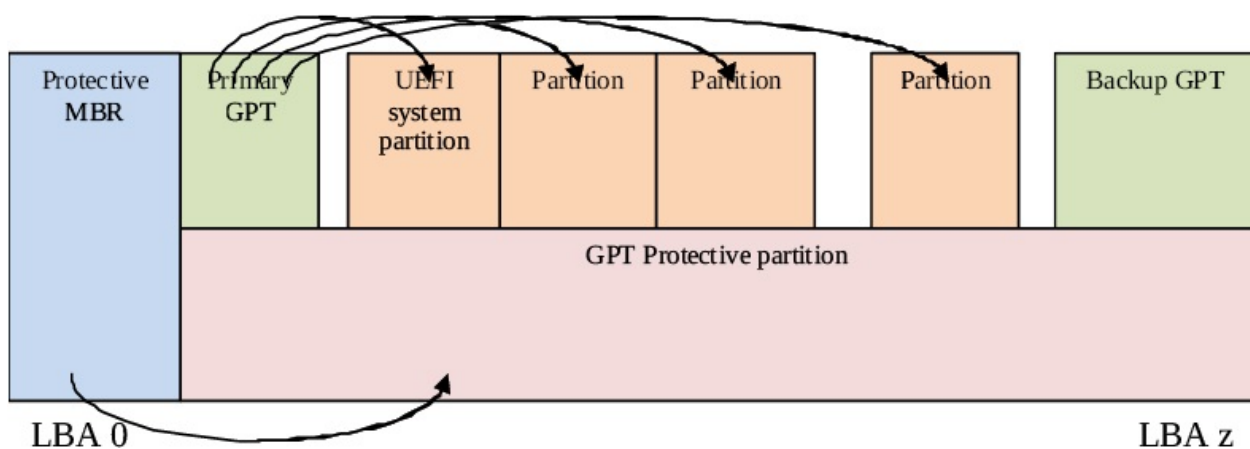 Protective
MBR
Primary
GPT
UEFI
system
partition
Partition
Partition
Partition
Backup GPT
GPT Protective partition
LBA 0
LBA z